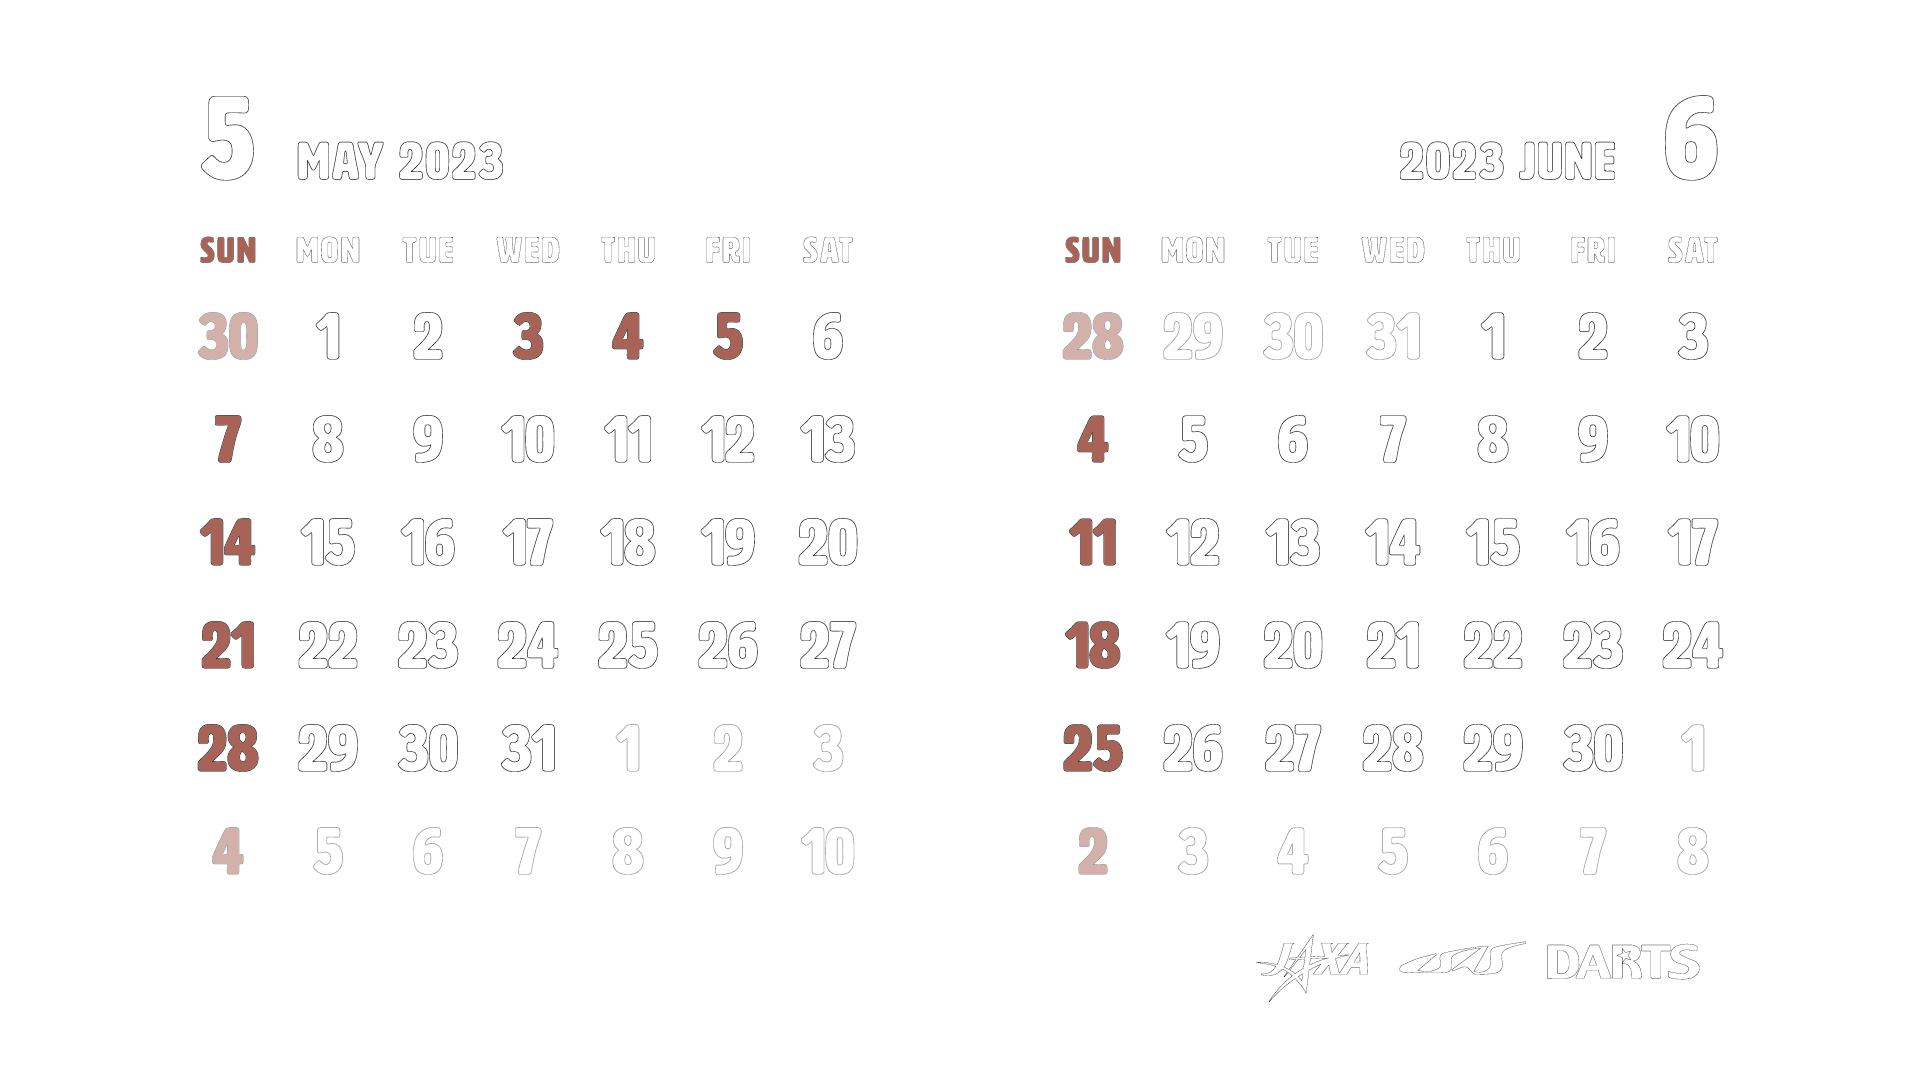 5 MAY 2023
SUN MON TUE WED THU FRI SAT
30 1 2 3 4 5 6
7 8 9 10 11 12 13
14 15 16 17 18 19 20
21 22 23 24 25 26 27
28 29 30 31 1 2 3
4 5 6 7 8 9 10
2023 JUNE 6
SUN MON TUE WED THU FRI SAT
28 29 30 31 1 2 3
4 5 6 7 8 9 10
11 12 13 14 15 16 17
18 19 20 21 22 23 24
25 26 27 28 29 30 1
2 3 4 5 6 7 8
JAXA ISAS DARTS